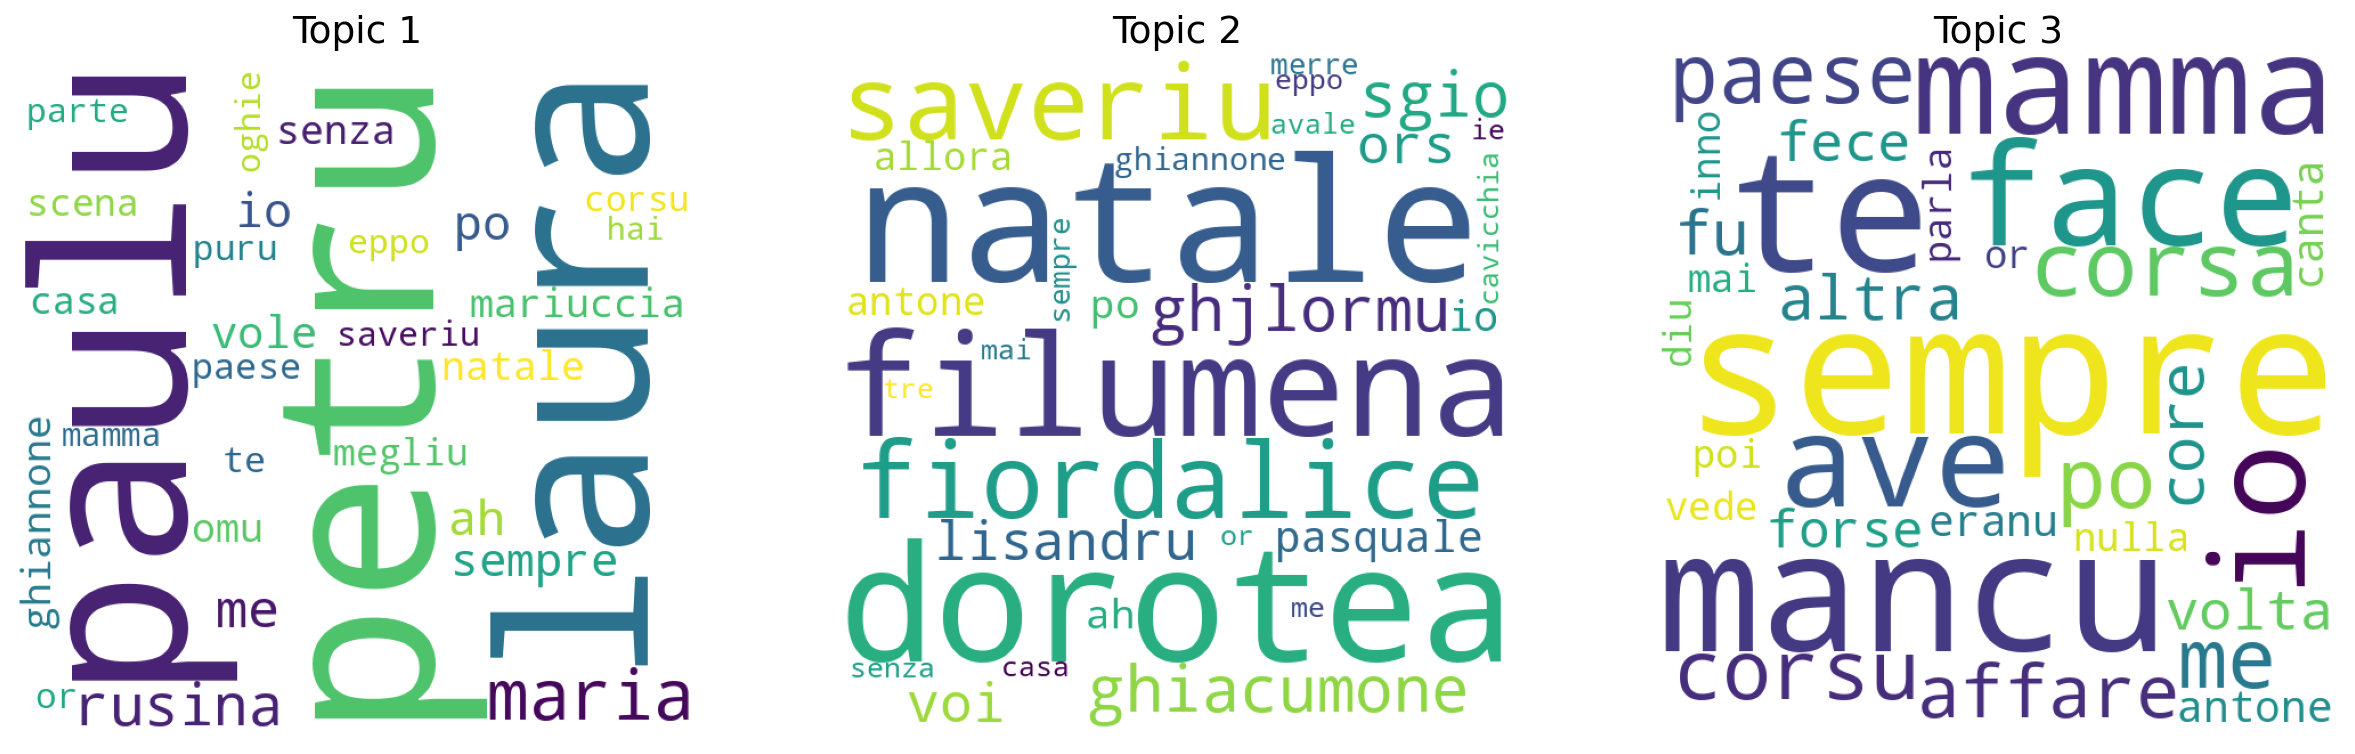 Topic 1
parte
oghie
senza
scena
io
po
corsu
hai
puru
eppo
casa
mariuccia
vole
saveriu
paese
natale
ghiannone
mamma
te
megliu
omu
ah
sempre
me
or
rusina
maria
paulu
petru
laura
Topic 2
saveriu
merre
eppo
sgio
avale
ie
ors
allora
ghiannone
natale
cavicchia
sempre
antone
po
ghjlormu
io
mai
filumena
tre
fiordalice
lisandru
or
pasquale
dorotea
ah
me
senza
casa
voi
ghiacumone
Topic 3
paese
mamma
inno
fece
te
parla
face
canta
fu
or
mai
altra
corsa
diu
sempre
core
poi
ave
po
io
vede
forse
eranu
nulla
mancu
volta
corsu
affare
me
antone